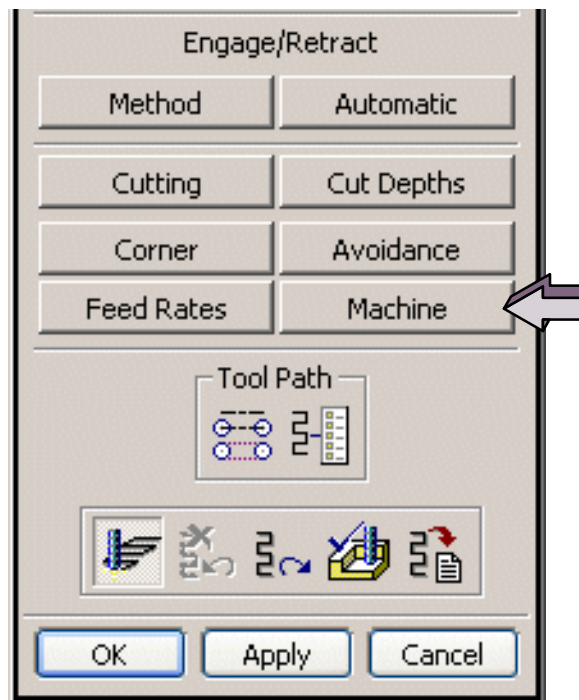 Engage/Retract
Method Automatic
Cutting Cut Depths
Corner Avoidance
Feed Rates Machine
Tool Path
OK Apply Cancel